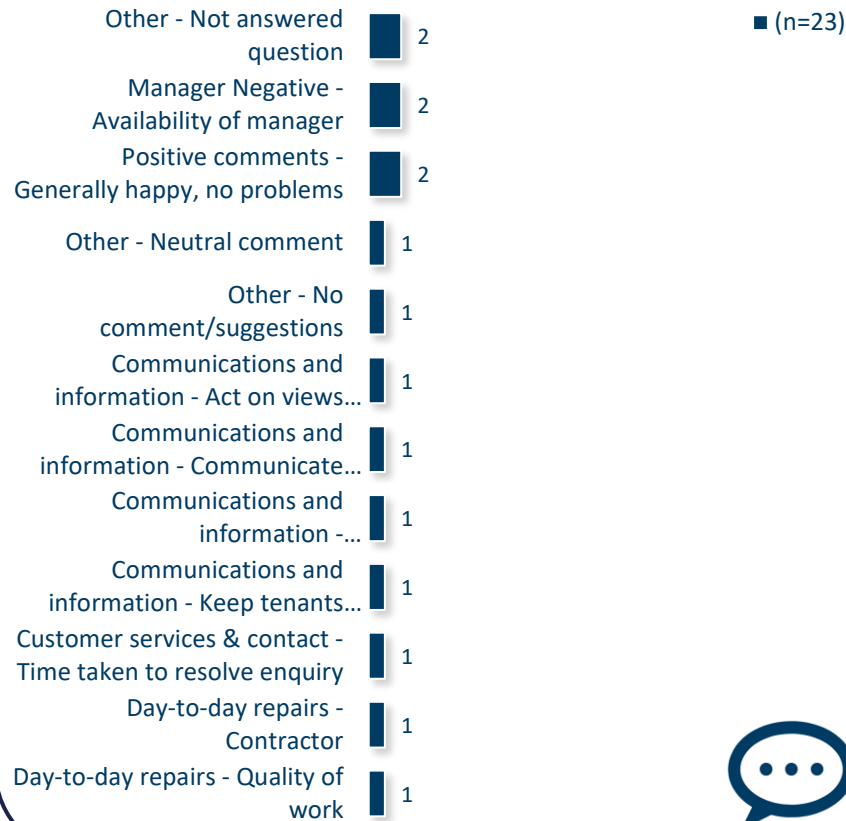 Other - Not answered
question
2
(n=23)
Manager Negative -
Availability of manager
2
Positive comments -
Generally happy, no problems
2
Other - Neutral comment
1
Other - No
comment/suggestions
1
Communications and
information - Act on views...
1
Communications and
information - Communicate...
1
Communications and
information -...
1
Communications and
information - Keep tenants...
1
Customer services & contact -
Time taken to resolve enquiry
1
Day-to-day repairs -
Contractor
1
Day-to-day repairs - Quality of
work
1